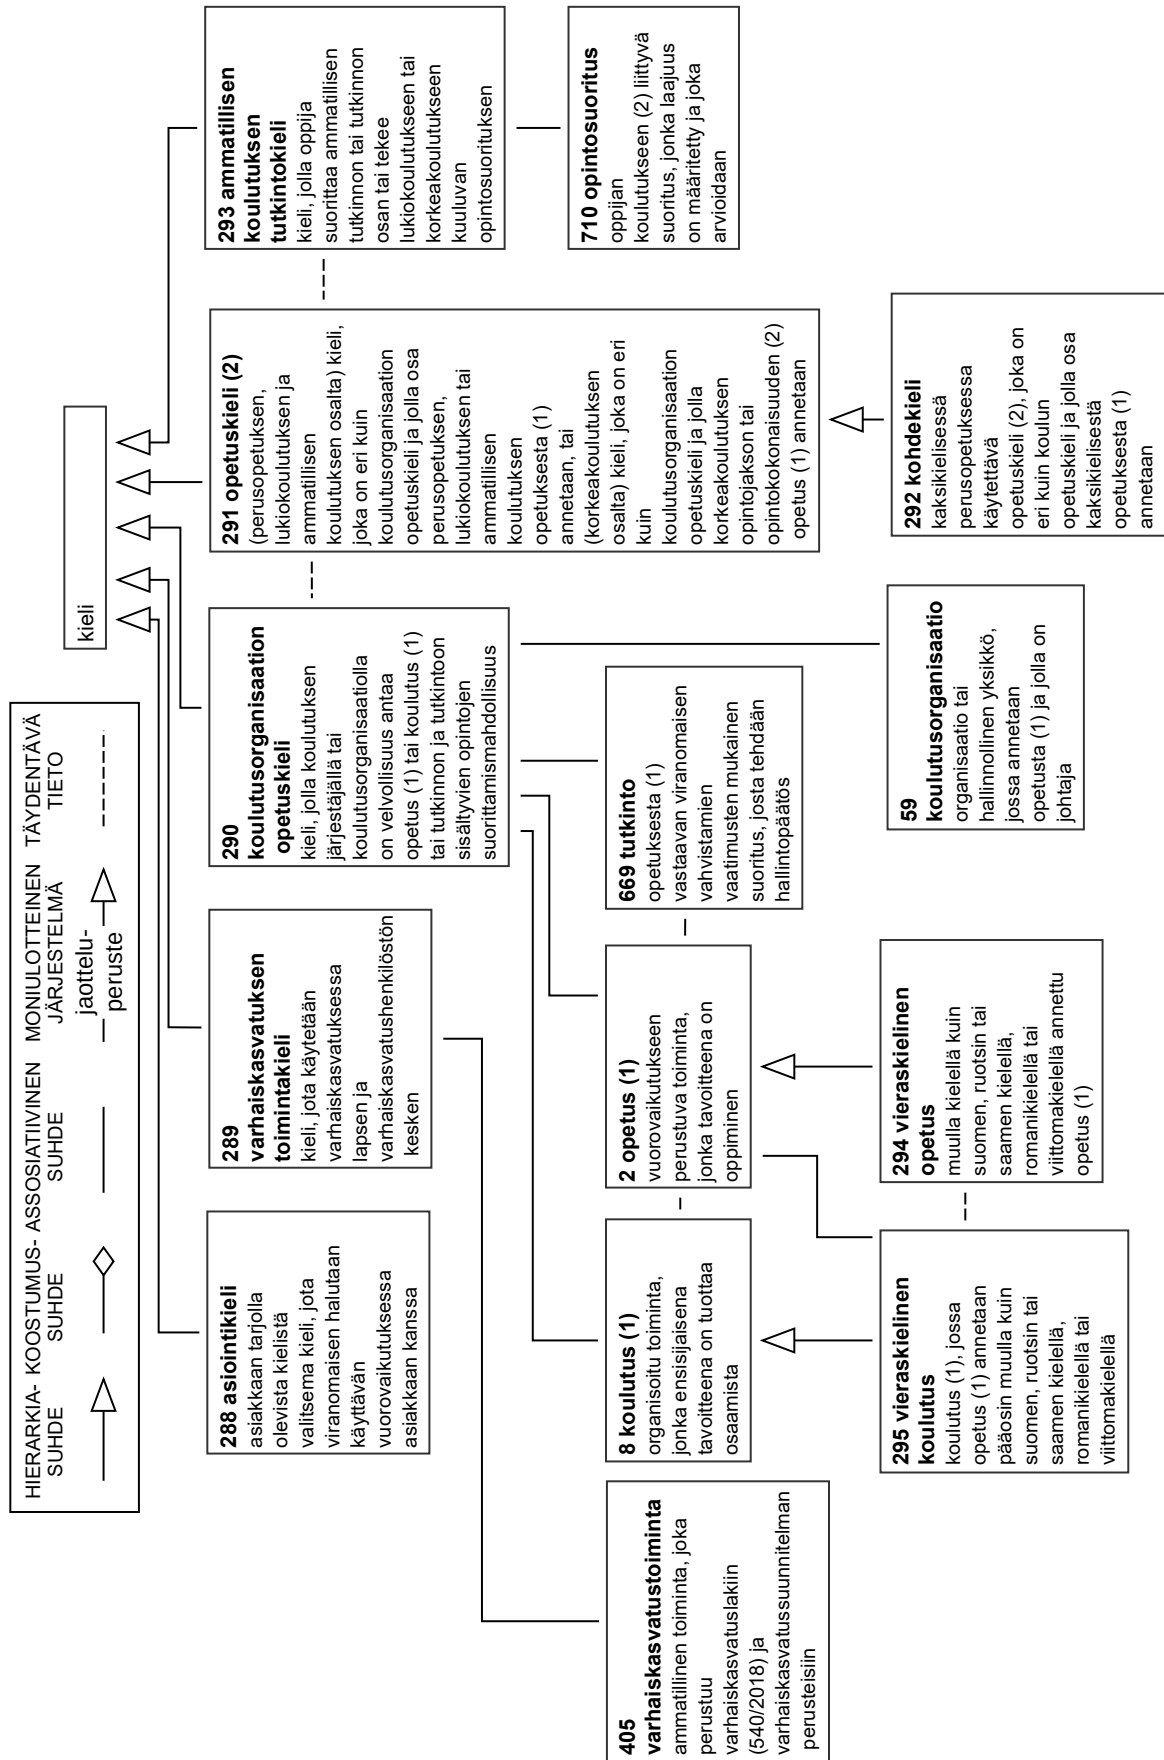 HIERARKIA- KOOSTUMUS- ASSOSIATIIVINEN MONIULOTTEINEN TÄYDENTÄVÄ
SUHDE SUHDE SUHDE JÄRJESTELMÄ TIETO
jaottelu-
peruste
kieli
288 asiointikieli
asiakkaan tarjolla
olevista kielistä
valitsema kieli, jota
viranomaisen halutaan
käyttävän
vuorovaikutuksessa
asiakkaan kanssa
289
varhaiskasvatuksen
toimintakieli
kieli, jota käytetään
varhaiskasvatuksessa
lapsen ja
varhaiskasvatushenkilöstön
kesken
290
koulutusorganisaation
opetuskieli
kieli, jolla koulutuksen
järjestäjällä tai
koulutusorganisaatiolla
on velvollisuus antaa
opetus (1) tai koulutus (1)
tai tutkinnon ja tutkintoon
sisältyvien opintojen
suorittamismahdollisuus
291 opetuskieli (2)
(perusopetuksen,
lukiokoulutuksen ja
ammatillisen
koulutuksen osalta) kieli,
joka on eri kuin
koulutusorganisaation
opetuskieli ja jolla osa
perusopetuksen,
lukiokoulutuksen tai
ammatillisen
koulutuksen
opetuksesta (1)
annetaan, tai
(korkeakoulutuksen
osalta) kieli, joka on eri
kuin
koulutusorganisaation
opetuskieli ja jolla
korkeakoulutuksen
opintojakson tai
opintokokonaisuuden (2)
opetus (1) annetaan
293 ammatillisen
koulutuksen
tutkintokieli
kieli, jolla oppija
suorittaa ammatillisen
tutkinnon tai tutkinnon
osan tai tekee
lukiokoulutukseen tai
korkeakoulutukseen
kuuluvan
opintosuorituksen
405
varhaiskasvatustoiminta
ammatillinen toiminta, joka
perustuu
varhaiskasvatuslakiin
(540/2018) ja
varhaiskasvatussuunnitelman
perusteisiin
8 koulutus (1)
organisoitu toiminta,
jonka ensisijaisena
tavoitteena on tuottaa
osaamista
2 opetus (1)
vuorovaikutukseen
perustuva toiminta,
jonka tavoitteena on
oppiminen
669 tutkinto
opetuksesta (1)
vastaavan viranomaisen
vahvistamien
vaatimusten mukainen
suoritus, josta tehdään
hallintopäätös
710 opintosuoritus
oppijan
koulutukseen (2) liittyvä
suoritus, jonka laajuus
on määritetty ja joka
arvioidaan
295 vieraskielinen
koulutus
koulutus (1), jossa
opetus (1) annetaan
pääosin muulla kuin
suomen, ruotsin tai
saamen kielellä,
romanikielellä tai
viittomakielellä
294 vieraskielinen
opetus
muulla kielellä kuin
suomen, ruotsin tai
saamen kielellä,
romanikielellä tai
viittomakielellä annettu
opetus (1)
59
koulutusorganisaatio
organisaatio tai
hallinnollinen yksikkö,
jossa annetaan
opetusta (1) ja jolla on
johtaja
292 kohdekieli
kaksikielisessä
perusopetuksessa
käytettävä
opetuskieli (2), joka on
eri kuin koulun
opetuskieli ja jolla osa
kaksikielisestä
opetuksesta (1)
annetaan